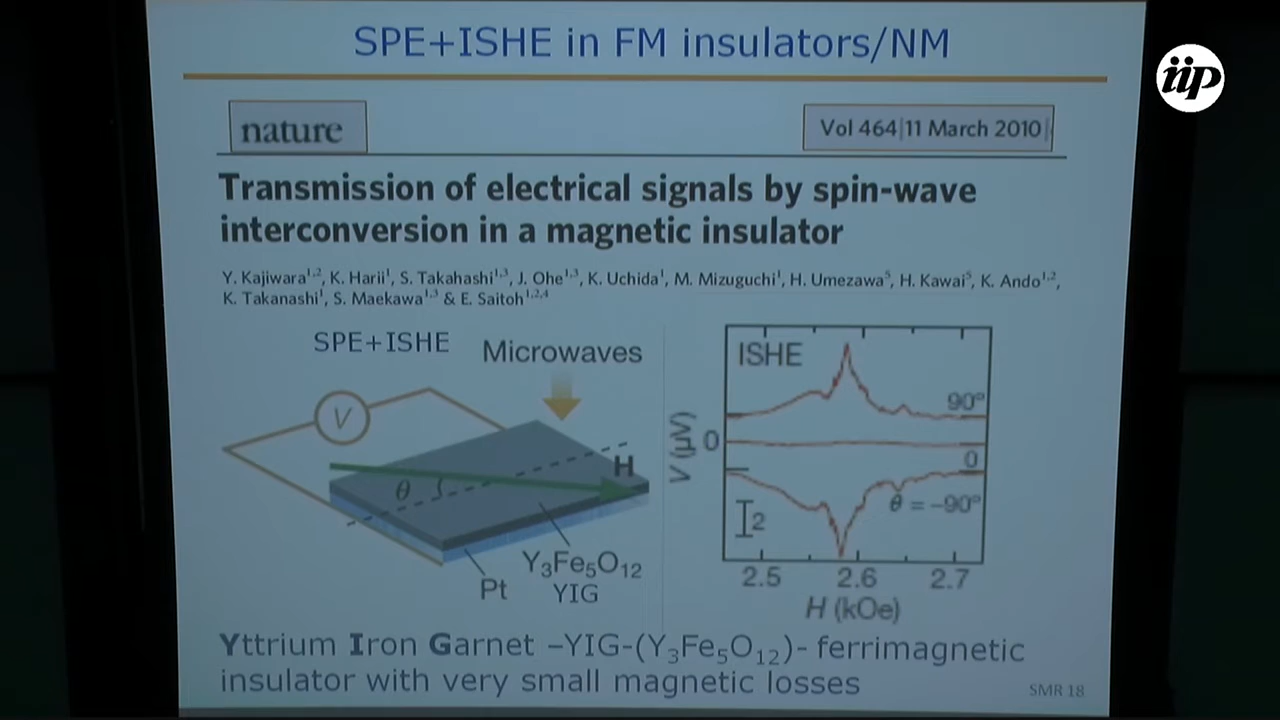 SPE+ISHE in FM insulators/NM
iip
nature
Vol 464|11 March 2010|
Transmission of electrical signals by spin-wave
interconversion in a magnetic insulator
Y. Kajiwara1,2, K. Harii1, S. Takahashi1,3, J. Ohe1,3, K. Uchida1, M. Mizuguchi1, H. Umezawa5, H. Kawai5, K. Ando1,2,
K. Takanashi1, S. Maekawa1,3 & E. Saitoh1,2,4
SPE+ISHE
Microwaves
V
H
θ
Y3Fe5O12
YIG
Pt
ISHE
90°
0
0
θ = -90°
2
V (μV)
2.5 2.6 2.7
H (kOe)
Yttrium Iron Garnet –YIG-(Y3Fe5O12)- ferrimagnetic
insulator with very small magnetic losses
SMR 18